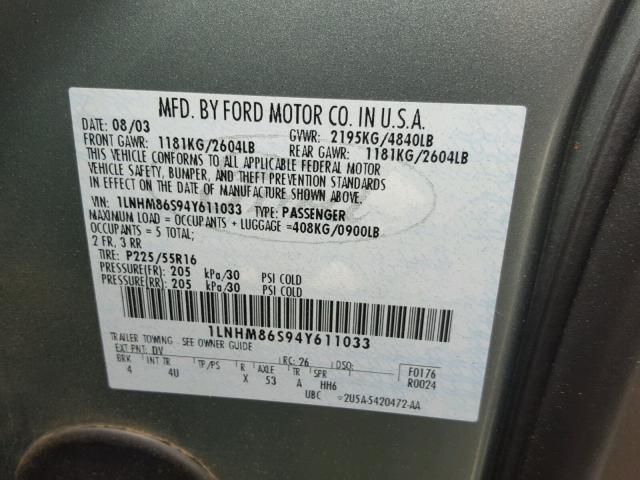 MFD. BY FORD MOTOR CO. IN U.S.A.
DATE: 08/03 GVWR: 2195KG/4840LB
FRONT GAWR: 1181KG/2604LB REAR GAWR: 1181KG/2604LB
THIS VEHICLE CONFORMS TO ALL APPLICABLE FEDERAL MOTOR
VEHICLE SAFETY, BUMPER, AND THEFT PREVENTION STANDARDS
IN EFFECT ON THE DATE OF MANUFACTURE SHOWN ABOVE.
VIN: 1LNHM86S94Y611033 TYPE: PASSENGER
MAXIMUM LOAD = OCCUPANTS + LUGGAGE =408KG/0900LB
OCCUPANTS = 5 TOTAL;
2 FR, 3 RR
TIRE: P225/55R16
PRESSURE(FR) 205 kPa/30 PSI COLD
PRESSURE(RR) 205 kPa/30 PSI COLD
1LNHM86S94Y611033
TRAILER TOWING - SEE OWNER GUIDE
EXT PNT: DV RC: 26 DSO: F0176
BRK INT TR TP/PS R AXLE TR SPR R0024
4 4U X 53 A HH6
UBC 2U5A-5420472-AA